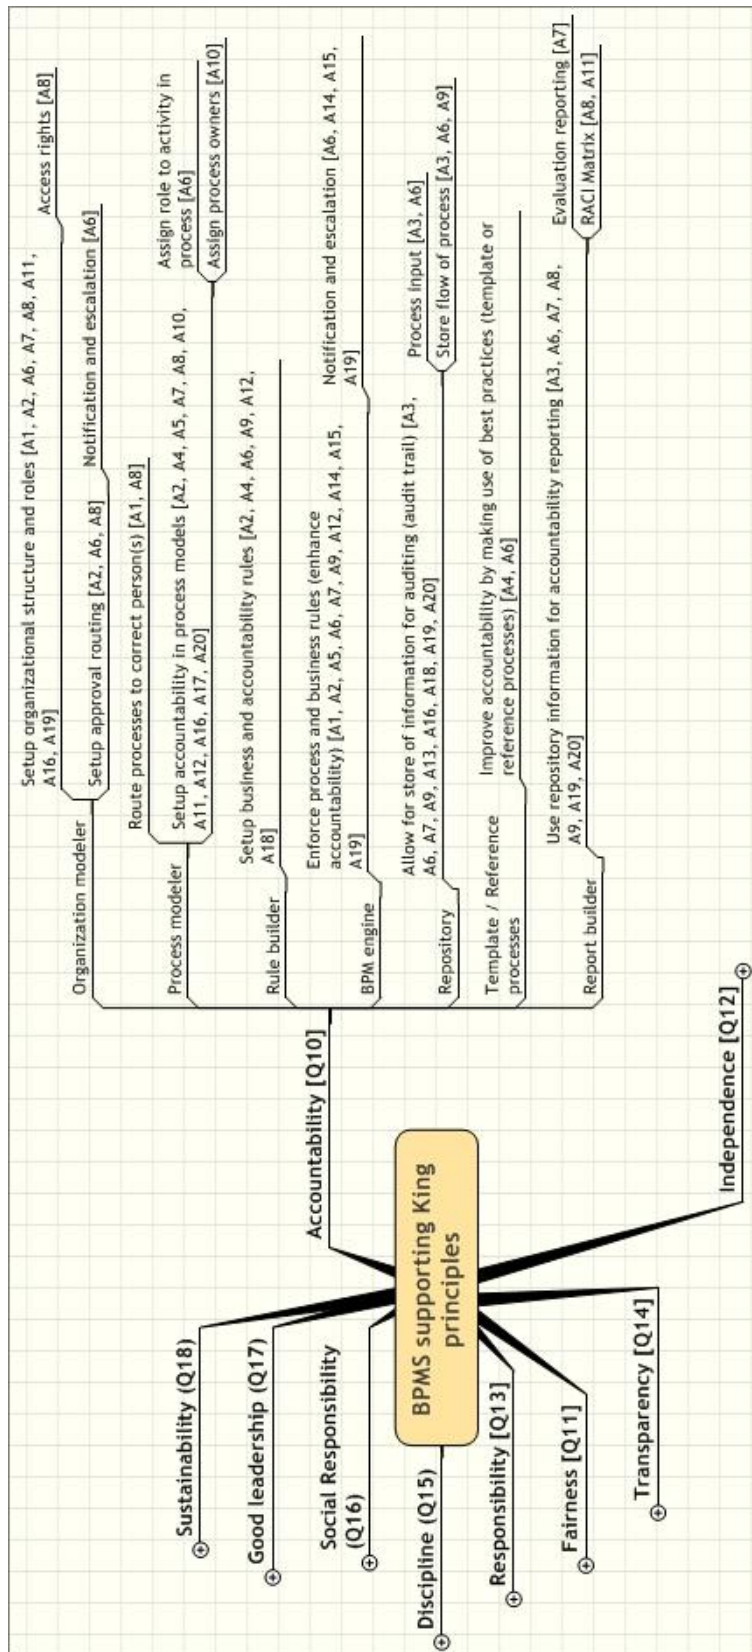 BPMS supporting King
principles
Accountability [Q10]
Organization modeler
Setup organizational structure and roles [A1, A2, A6, A7, A8, A11,
A16, A19]
Access rights [A8]
Setup approval routing [A2, A6, A8]
Notification and escalation [A6]
Process modeler
Route processes to correct person(s) [A1, A8]
Setup accountability in process models [A2, A4, A5, A7, A8, A10,
A11, A12, A16, A17, A20]
Assign role to activity in
process [A6]
Assign process owners [A10]
Rule builder
Setup business and accountability rules [A2, A4, A6, A9, A12,
A18]
BPM engine
Enforce process and business rules (enhance
accountability) [A1, A2, A5, A6, A7, A9, A12, A14, A15,
A19]
Notification and escalation [A6, A14, A15,
A19]
Repository
Allow for store of information for auditing (audit trail) [A3,
A6, A7, A9, A13, A16, A18, A19, A20]
Process input [A3, A6]
Store flow of process [A3, A6, A9]
Template / Reference
processes
Improve accountability by making use of best practices (template or
reference processes) [A4, A6]
Report builder
Use repository information for accountability reporting [A3, A6, A7, A8,
A9, A19, A20]
Evaluation reporting [A7]
RACI Matrix [A8, A11]
Independence [Q12]
Sustainability (Q18)
Good leadership (Q17)
Social Responsibility
(Q16)
Discipline (Q15)
Responsibility [Q13]
Fairness [Q11]
Transparency [Q14]